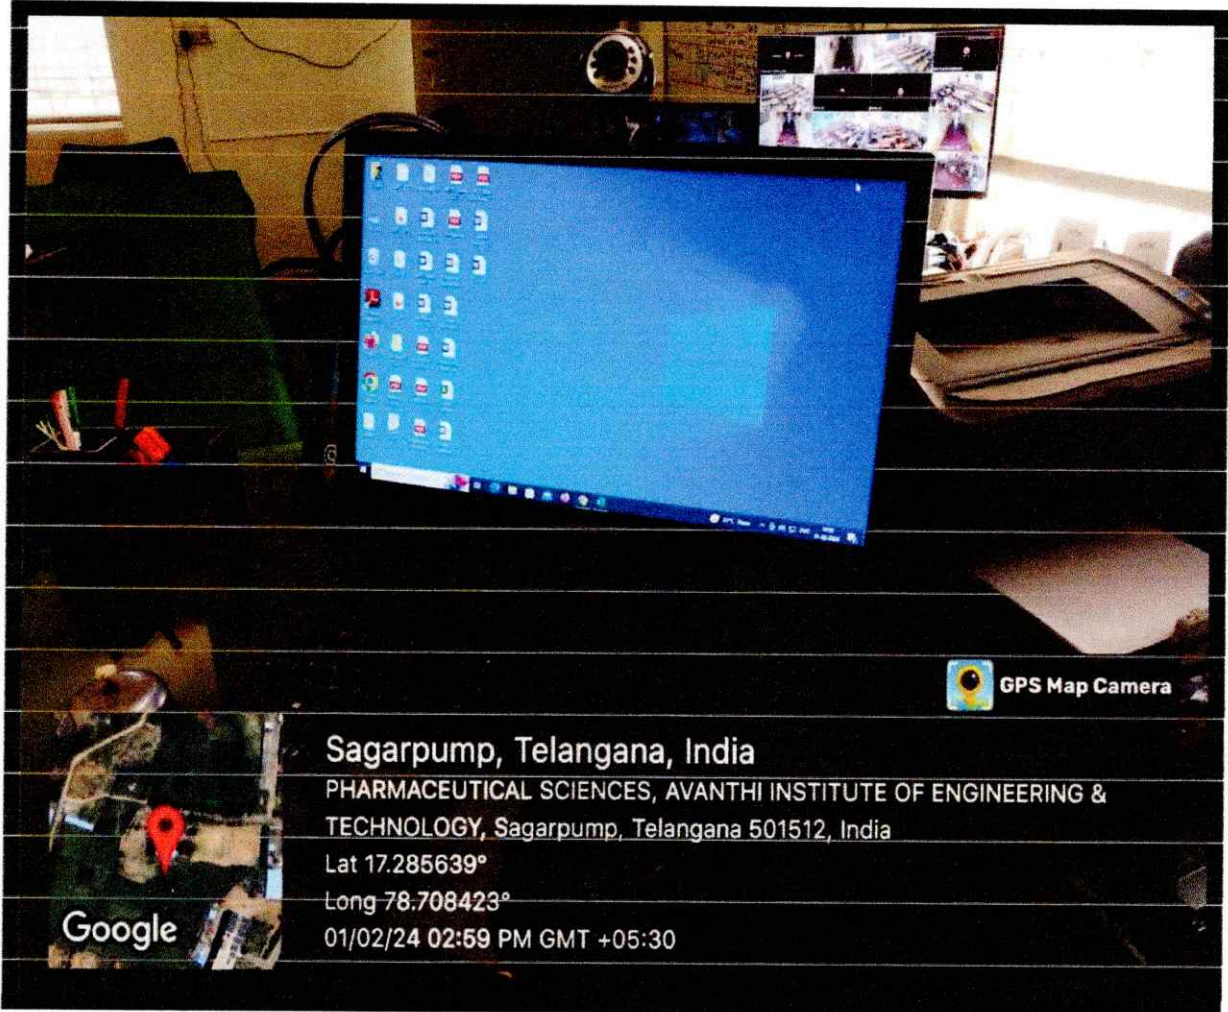 GPS Map Camera
Sagarpump, Telangana, India
PHARMACEUTICAL SCIENCES, AVANTHI INSTITUTE OF ENGINEERING &
TECHNOLOGY, Sagarpump, Telangana 501512, India
Lat 17.285639°
Long 78.708423°
01/02/24 02:59 PM GMT +05:30
Google